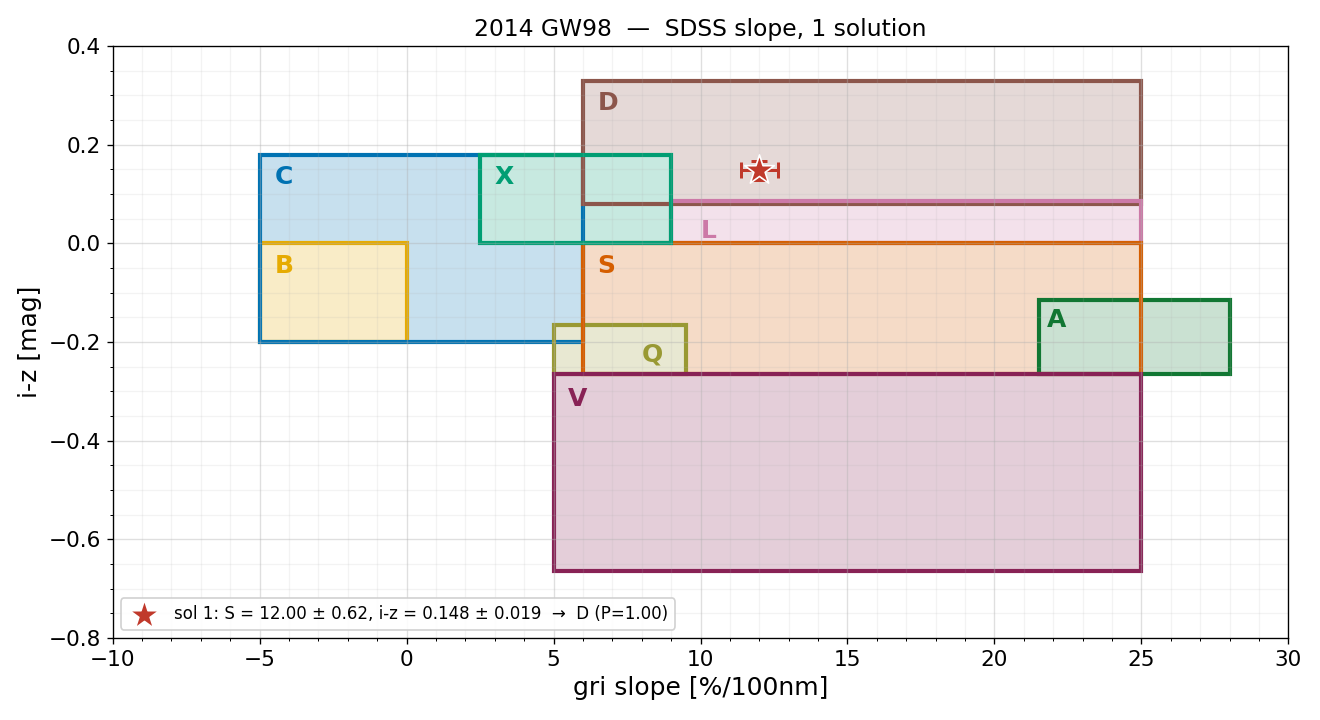 2014 GW98 — SDSS slope, 1 solution
i-z [mag]
0.4
0.2
0.0
−0.2
−0.4
−0.6
−0.8
D
C
X
L
B
S
A
Q
V
sol 1: S = 12.00 ± 0.62, i-z = 0.148 ± 0.019 → D (P=1.00)
−10 −5 0 5 10 15 20 25 30
gri slope [%/100nm]